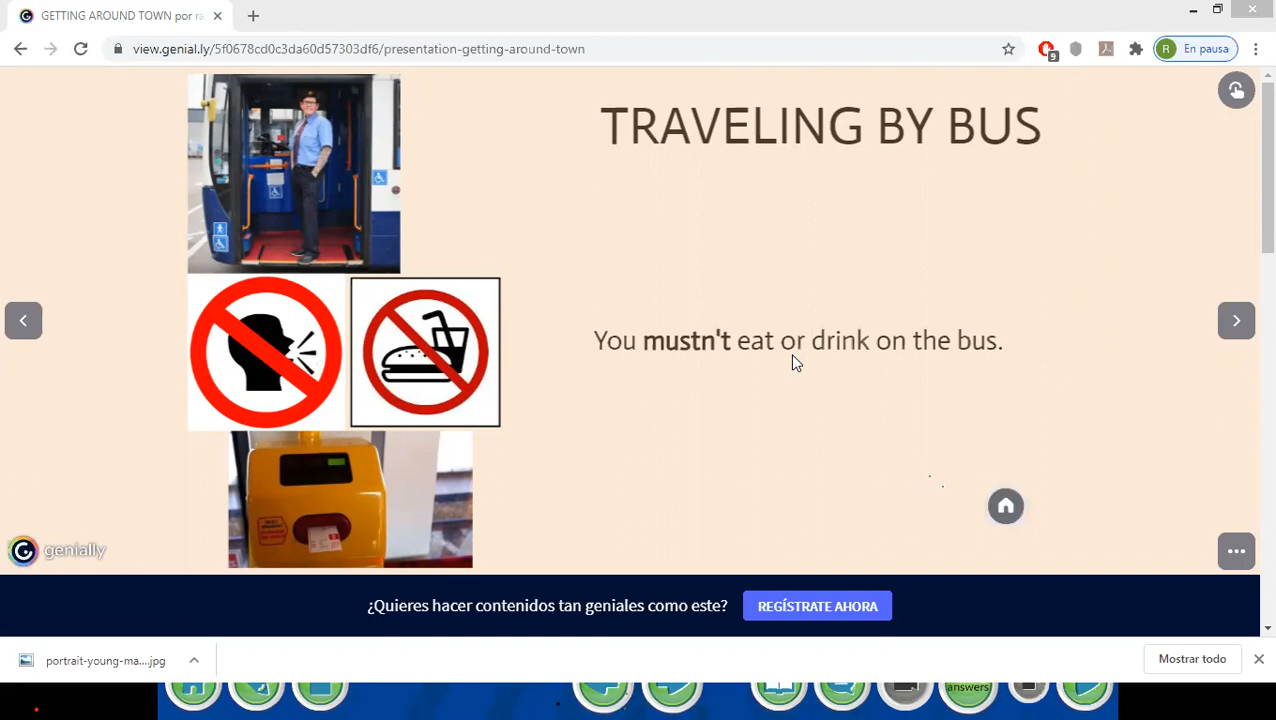 GETTING AROUND TOWN por ra
view.genial.ly/5f0678cd0c3da60d57303df6/presentation-getting-around-town
9
R En pausa
TRAVELING BY BUS
You mustn't eat or drink on the bus.
genially
¿Quieres hacer contenidos tan geniales como este? REGÍSTRATE AHORA
portrait-young-ma....jpg
Mostrar todo
answers